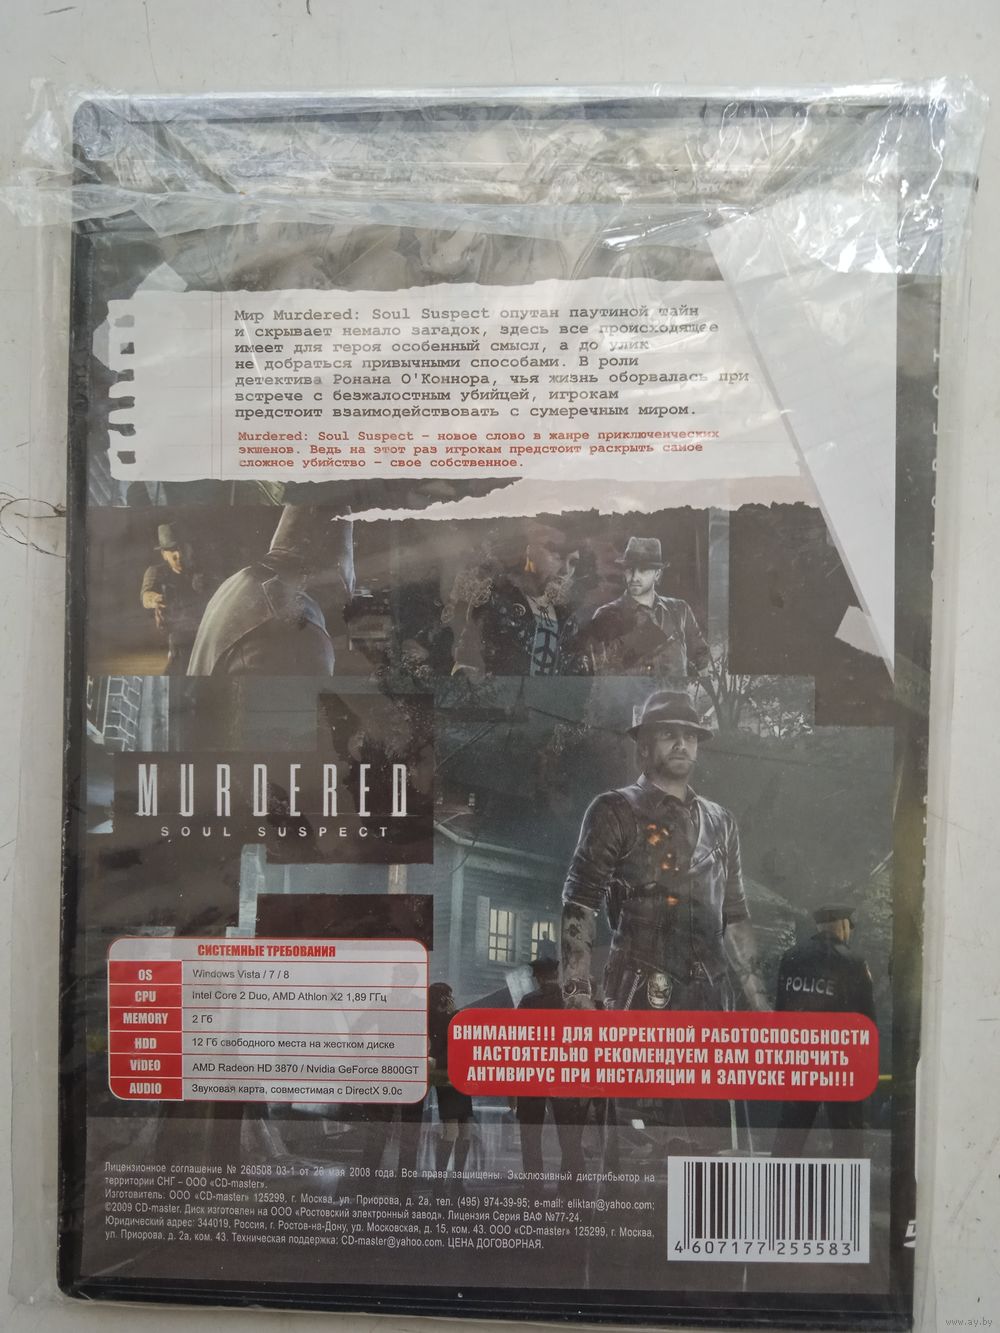 Мир Murdered: Soul Suspect опутан паутиной тайн
и скрывает немало загадок, здесь все происходящее
имеет для героя особенный смысл, а до улик
не добраться привычными способами. В роли
детектива Ронана О'Коннора, чья жизнь оборвалась при
встрече с безжалостным убийцей, игрокам
предстоит взаимодействовать с сумеречным миром.
Murdered: Soul Suspect – новое слово в жанре приключенческих
экшенов. Ведь на этот раз игрокам предстоит раскрыть самое
сложное убийство – свое собственное.
MURDERED
SOUL SUSPECT
POLICE
СИСТЕМНЫЕ ТРЕБОВАНИЯ
OS Windows Vista / 7 / 8
CPU Intel Core 2 Duo, AMD Athlon X2 1,89 ГГц
MEMORY 2 Гб
HDD 12 Гб свободного места на жестком диске
VIDEO AMD Radeon HD 3870 / Nvidia GeForce 8800GT
AUDIO Звуковая карта, совместимая с DirectX 9.0c
ВНИМАНИЕ!!! ДЛЯ КОРРЕКТНОЙ РАБОТОСПОСОБНОСТИ
НАСТОЯТЕЛЬНО РЕКОМЕНДУЕМ ВАМ ОТКЛЮЧИТЬ
АНТИВИРУС ПРИ ИНСТАЛЯЦИИ И ЗАПУСКЕ ИГРЫ!!!
Лицензионное соглашение № 260508 03-1 от 26 мая 2008 года. Все права защищены. Эксклюзивный дистрибьютор на
территории СНГ – ООО «CD-master».
Изготовитель: ООО «CD-master» 125299, г. Москва, ул. Приорова, д. 2а, тел. (495) 974-39-95; e-mail: eliktan@yahoo.com;
©2009 CD-master. Диск изготовлен на ООО «Ростовский электронный завод». Лицензия Серия ВАФ №77-24.
Юридический адрес: 344019, Россия, г. Ростов-на-Дону, ул. Московская, д. 15, ком. 43. ООО «CD-master» 125299, г. Москва,
ул. Приорова, д. 2а, ком. 43. Техническая поддержка: CD-master@yahoo.com. ЦЕНА ДОГОВОРНАЯ.
4 607177 255583
www.ay.by